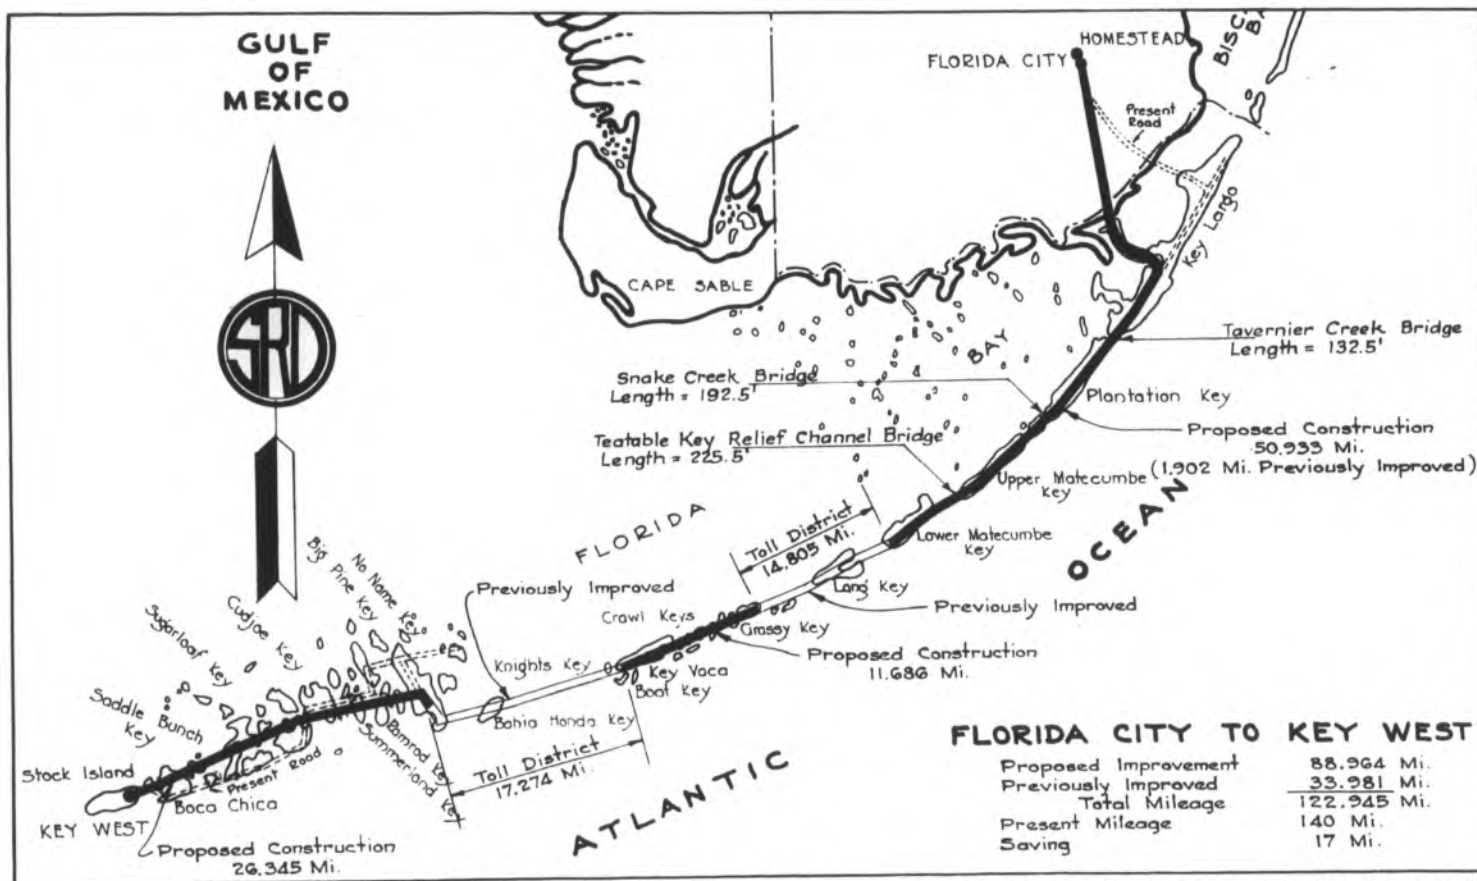 GULF
OF
MEXICO
SRD
HOMESTEAD
FLORIDA CITY
BISC
BA
Present
Road
Key Largo
CAPE SABLE
BAY
Tavernier Creek Bridge
Length = 132.5'
Snake Creek Bridge
Length = 192.5'
Plantation Key
Proposed Construction
50.933 Mi.
(1.902 Mi. Previously Improved)
Teatable Key Relief Channel Bridge
Length = 225.5'
Upper Matecumbe
Key
OCEAN
FLORIDA
Toll District
14.805 Mi.
Lower Matecumbe
Key
Long Key
Previously Improved
No Name Key
Big Pine Key
Cudjoe Key
Sugarloaf Key
Saddle Bunch
Key
Previously Improved
Crawl Keys
Grassy Key
Proposed Construction
11.686 Mi.
Knights Key
Key Vaca
Boot Key
Bahia Honda Key
Ramrod Key
Summerland Key
Toll District
17.274 Mi.
Stock Island
Present Road
Boca Chica
KEY WEST
Proposed Construction
26.345 Mi.
ATLANTIC
FLORIDA CITY TO KEY WEST
Proposed Improvement 88.964 Mi.
Previously Improved 33.981 Mi.
Total Mileage 122.945 Mi.
Present Mileage 140 Mi.
Saving 17 Mi.